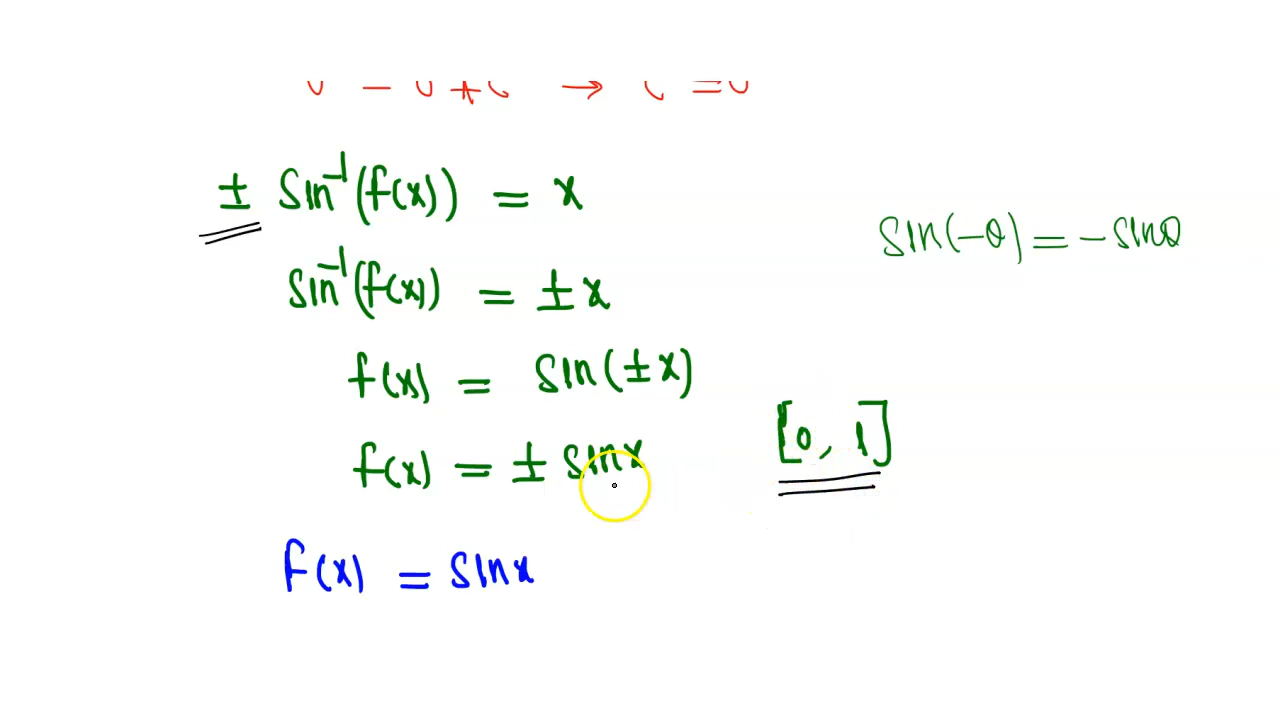 ± sin⁻¹(f(x)) = x
sin(-θ) = - sinθ
sin⁻¹(f(x)) = ± x
f(x) = sin(± x)
f(x) = ± sinx
[0, 1]
f(x) = sinx